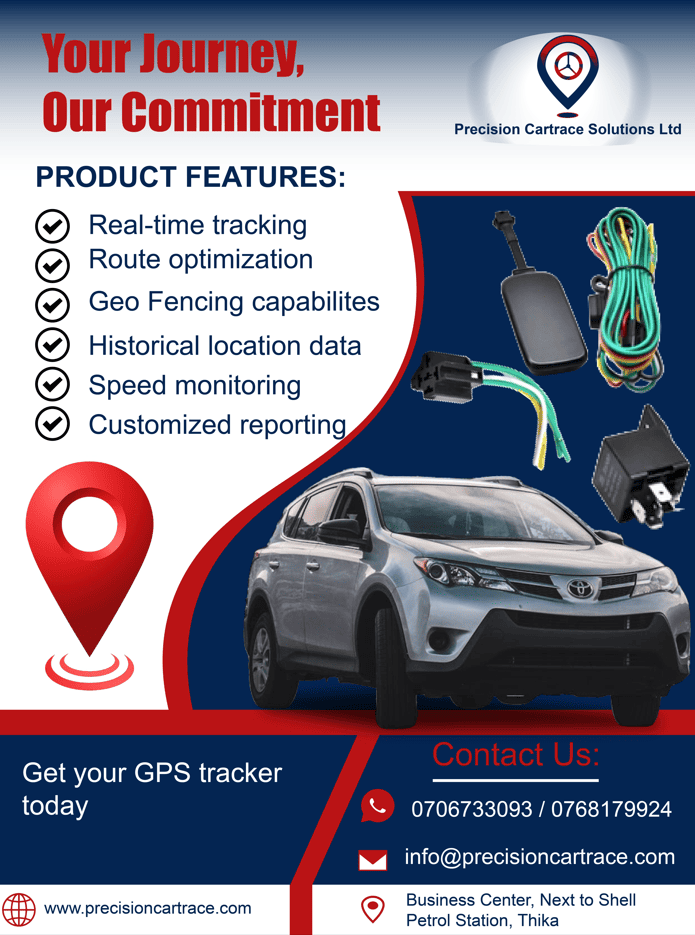 Your Journey,
Our Commitment
Precision Cartrace Solutions Ltd
PRODUCT FEATURES:
Real-time tracking
Route optimization
Geo Fencing capabilites
Historical location data
Speed monitoring
Customized reporting
Get your GPS tracker
today
Contact Us:
0706733093 / 0768179924
info@precisioncartrace.com
www.precisioncartrace.com
Business Center, Next to Shell
Petrol Station, Thika